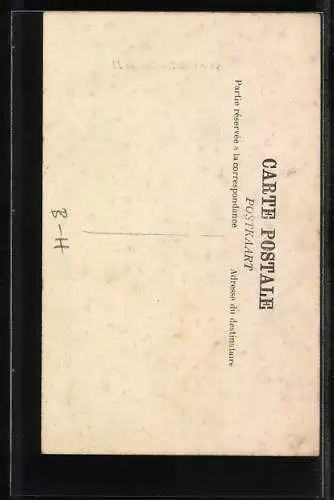 CARTE POSTALE
POSTKAART
Partie réservée à la correspondance
Adresse du destinataire
B-H